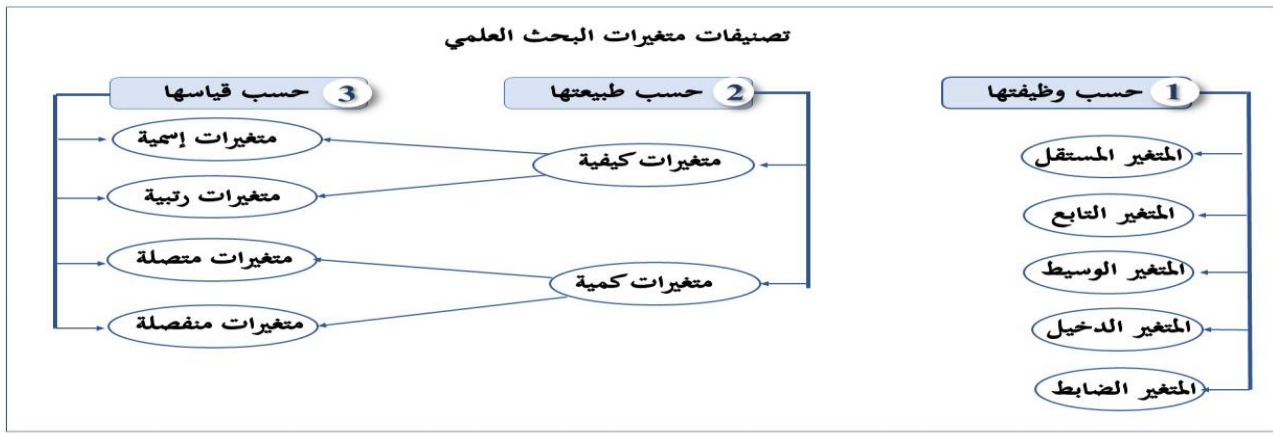 تصنيفات متغيرات البحث العلمي
1 حسب وظيفتها
المتغير المستقل
المتغير التابع
المتغير الوسيط
المتغير الدخيل
المتغير الضابط
2 حسب طبيعتها
متغيرات كيفية
متغيرات كمية
3 حسب قياسها
متغيرات إسمية
متغيرات رتبية
متغيرات متصلة
متغيرات منفصلة